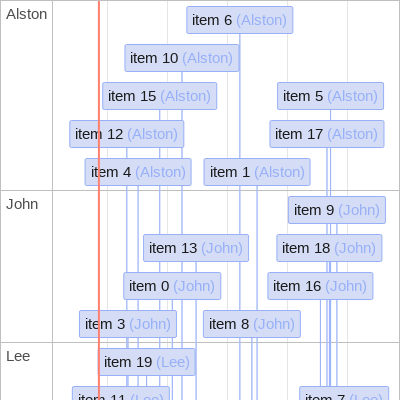 Alston
item 6 (Alston)
item 10 (Alston)
item 15 (Alston)
item 5 (Alston)
item 12 (Alston)
item 17 (Alston)
item 4 (Alston)
item 1 (Alston)
John
item 9 (John)
item 13 (John)
item 18 (John)
item 0 (John)
item 16 (John)
item 3 (John)
item 8 (John)
Lee
item 19 (Lee)
item 11 (Lee)
item 7 (Lee)